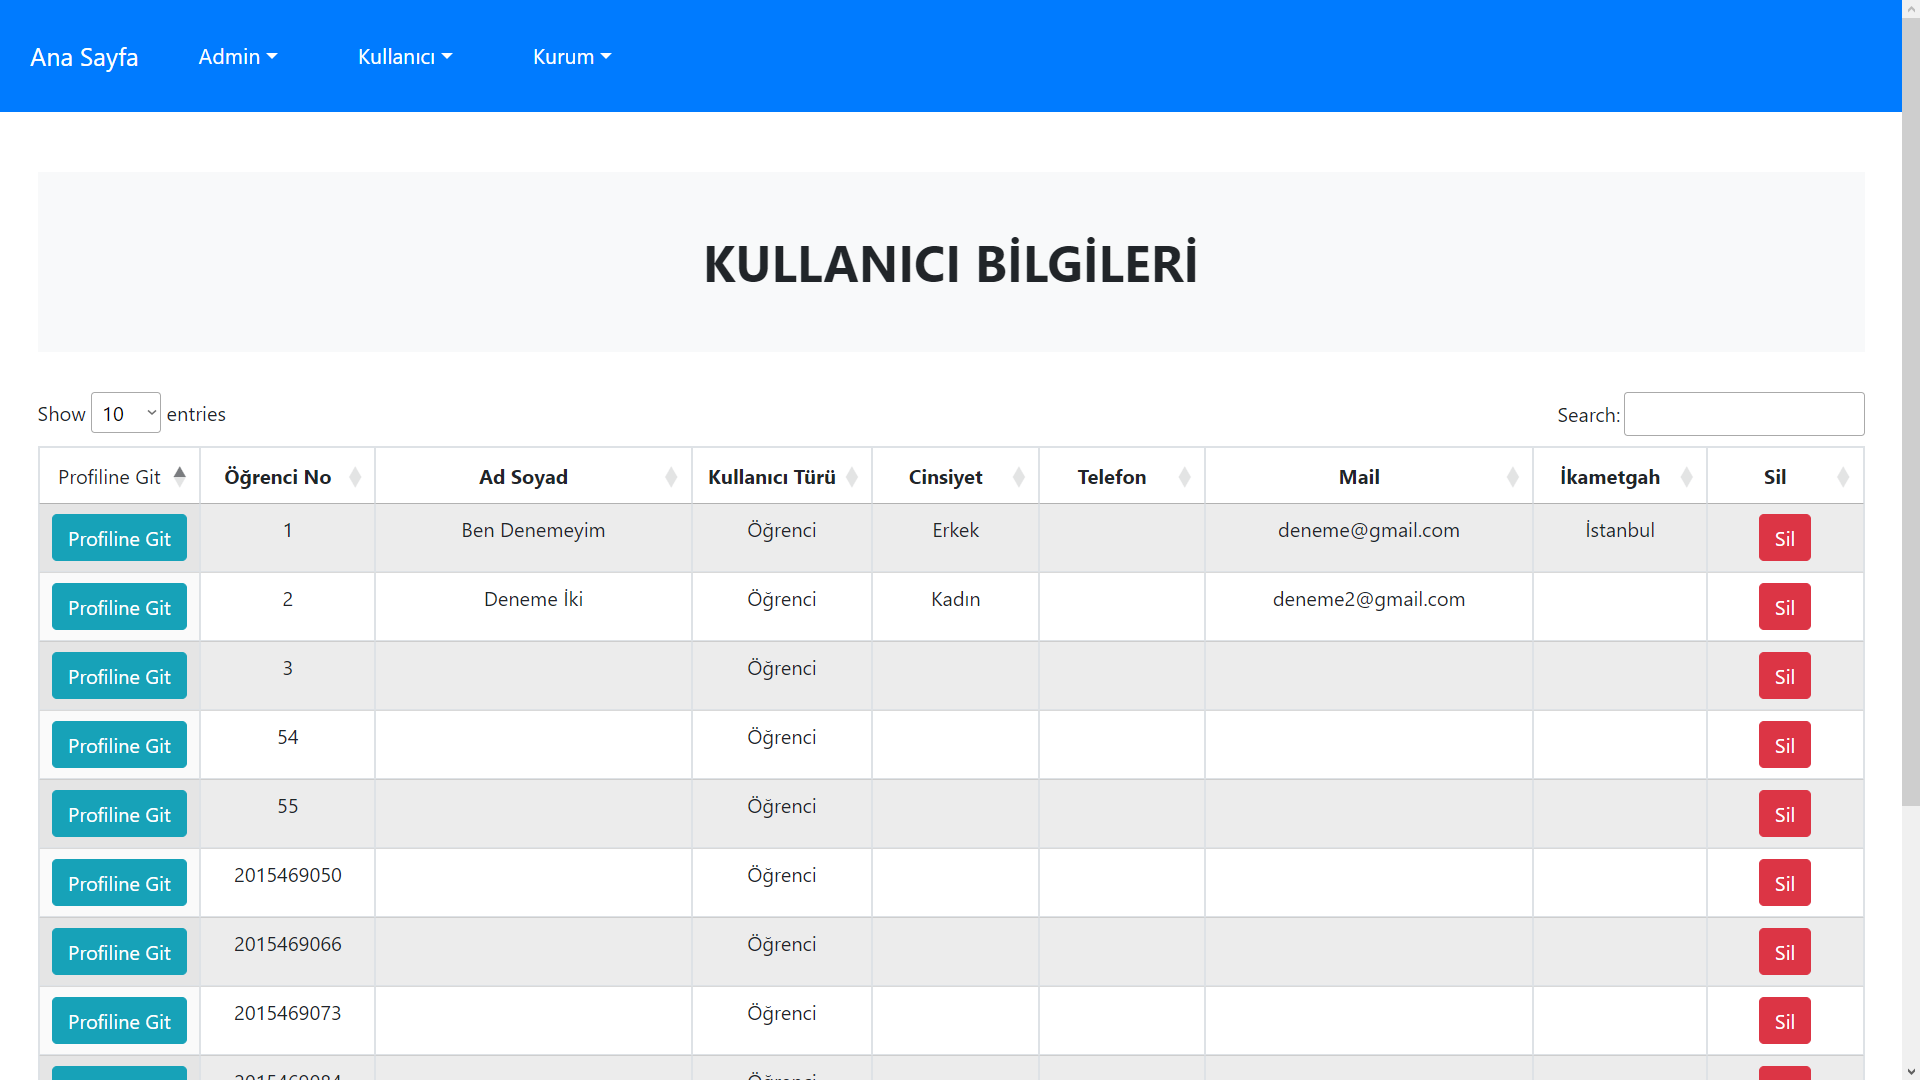 Ana Sayfa Admin Kullanıcı Kurum
KULLANICI BİLGİLERİ
Show 10 entries Search:
Profiline Git Öğrenci No Ad Soyad Kullanıcı Türü Cinsiyet Telefon Mail İkametgah Sil
Profiline Git 1 Ben Denemeyim Öğrenci Erkek deneme@gmail.com İstanbul Sil
Profiline Git 2 Deneme İki Öğrenci Kadın deneme2@gmail.com Sil
Profiline Git 3 Öğrenci Sil
Profiline Git 54 Öğrenci Sil
Profiline Git 55 Öğrenci Sil
Profiline Git 2015469050 Öğrenci Sil
Profiline Git 2015469066 Öğrenci Sil
Profiline Git 2015469073 Öğrenci Sil